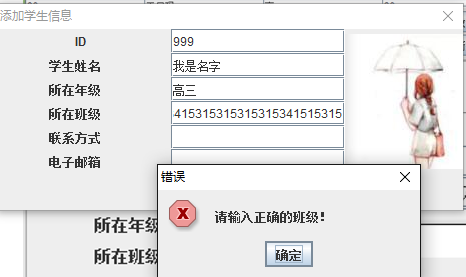 添加学生信息
ID
999
学生姓名
我是名字
所在年级
高三
所在班级
415315315315315341515315
联系方式
电子邮箱
错误
请输入正确的班级！
确定
所在年级
所在班级